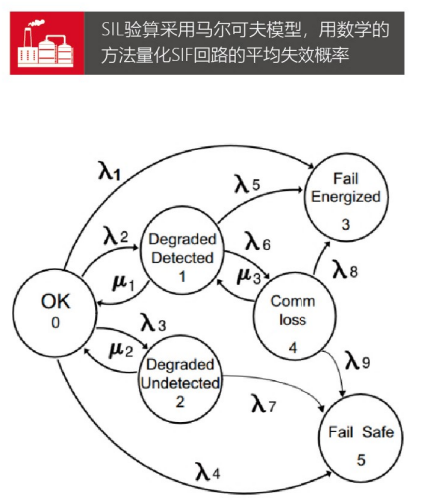 SIL验算采用马尔可夫模型，用数学的
方法量化SIF回路的平均失效概率
λ1
Fail
Energized
3
λ5
λ2
Degraded
Detected
1
λ6
μ1
μ3
λ8
OK
0
Comm
loss
4
λ3
μ2
Degraded
Undetected
2
λ9
λ7
Fail Safe
5
λ4